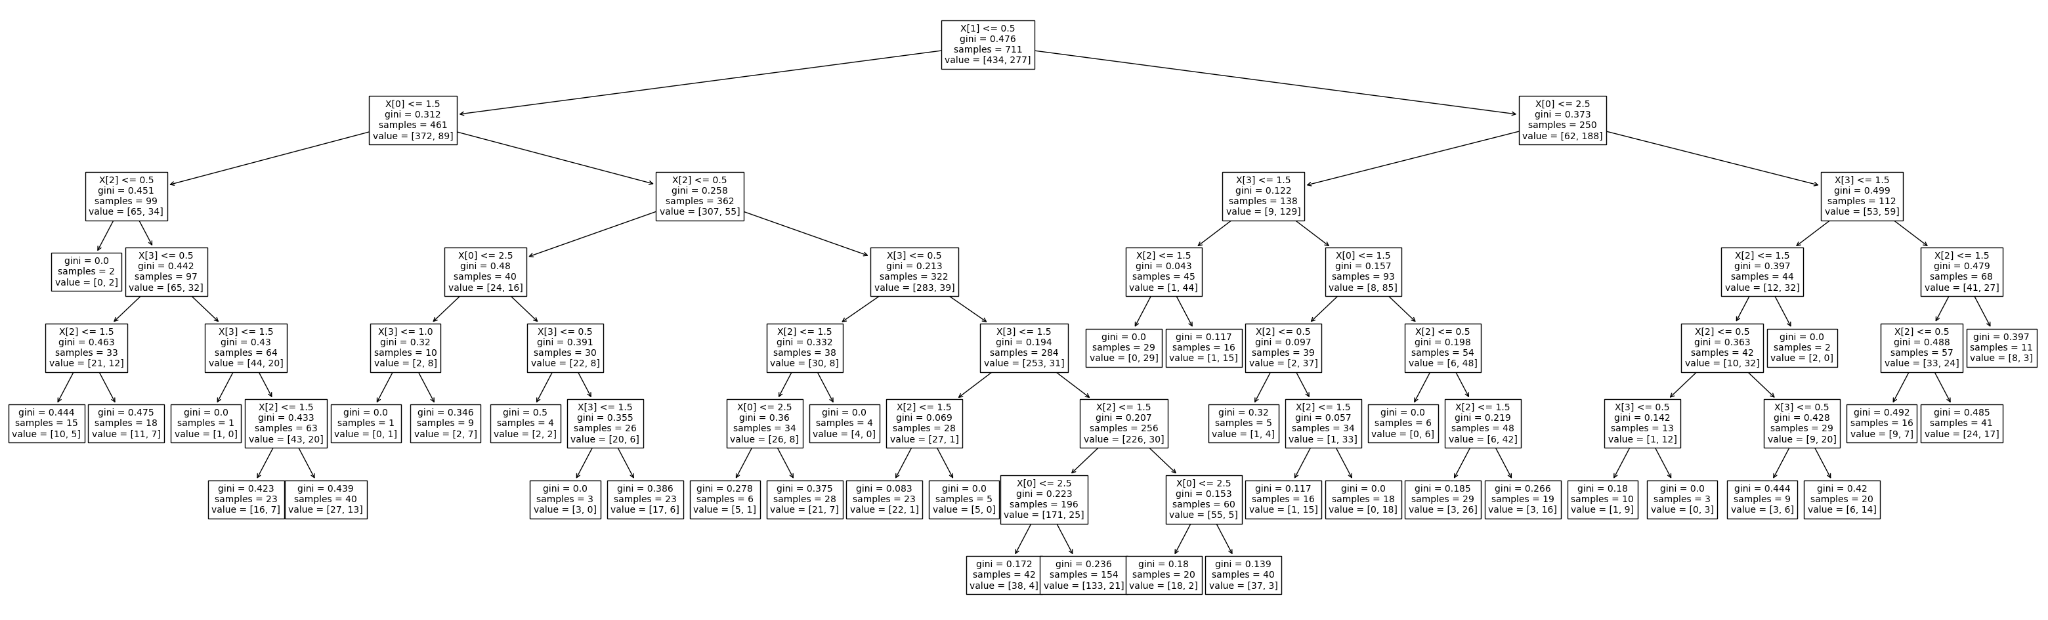 X[1] <= 0.5
gini = 0.476
samples = 711
value = [434, 277]
X[0] <= 1.5
gini = 0.312
samples = 461
value = [372, 89]
X[0] <= 2.5
gini = 0.373
samples = 250
value = [62, 188]
X[2] <= 0.5
gini = 0.451
samples = 99
value = [65, 34]
X[2] <= 0.5
gini = 0.258
samples = 362
value = [307, 55]
X[3] <= 1.5
gini = 0.122
samples = 138
value = [9, 129]
X[3] <= 1.5
gini = 0.499
samples = 112
value = [53, 59]
gini = 0.0
samples = 2
value = [0, 2]
X[3] <= 0.5
gini = 0.442
samples = 97
value = [65, 32]
X[0] <= 2.5
gini = 0.48
samples = 40
value = [24, 16]
X[3] <= 0.5
gini = 0.213
samples = 322
value = [283, 39]
X[2] <= 1.5
gini = 0.043
samples = 45
value = [1, 44]
X[0] <= 1.5
gini = 0.157
samples = 93
value = [8, 85]
X[2] <= 1.5
gini = 0.397
samples = 44
value = [12, 32]
X[2] <= 1.5
gini = 0.479
samples = 68
value = [41, 27]
X[2] <= 1.5
gini = 0.463
samples = 33
value = [21, 12]
X[3] <= 1.5
gini = 0.43
samples = 64
value = [44, 20]
X[3] <= 1.0
gini = 0.32
samples = 10
value = [2, 8]
X[3] <= 0.5
gini = 0.391
samples = 30
value = [22, 8]
X[2] <= 1.5
gini = 0.332
samples = 38
value = [30, 8]
X[3] <= 1.5
gini = 0.194
samples = 284
value = [253, 31]
gini = 0.0
samples = 29
value = [0, 29]
gini = 0.117
samples = 16
value = [1, 15]
X[2] <= 0.5
gini = 0.097
samples = 39
value = [2, 37]
X[2] <= 0.5
gini = 0.198
samples = 54
value = [6, 48]
X[2] <= 0.5
gini = 0.363
samples = 42
value = [10, 32]
gini = 0.0
samples = 2
value = [2, 0]
X[2] <= 0.5
gini = 0.488
samples = 57
value = [33, 24]
gini = 0.397
samples = 11
value = [8, 3]
gini = 0.444
samples = 15
value = [10, 5]
gini = 0.475
samples = 18
value = [11, 7]
gini = 0.0
samples = 1
value = [1, 0]
X[2] <= 1.5
gini = 0.433
samples = 63
value = [43, 20]
gini = 0.0
samples = 1
value = [0, 1]
gini = 0.346
samples = 9
value = [2, 7]
gini = 0.5
samples = 4
value = [2, 2]
X[3] <= 1.5
gini = 0.355
samples = 26
value = [20, 6]
X[0] <= 2.5
gini = 0.36
samples = 34
value = [26, 8]
gini = 0.0
samples = 4
value = [4, 0]
X[2] <= 1.5
gini = 0.069
samples = 28
value = [27, 1]
X[2] <= 1.5
gini = 0.207
samples = 256
value = [226, 30]
gini = 0.32
samples = 5
value = [1, 4]
X[2] <= 1.5
gini = 0.057
samples = 34
value = [1, 33]
gini = 0.0
samples = 6
value = [0, 6]
X[2] <= 1.5
gini = 0.219
samples = 48
value = [6, 42]
X[3] <= 0.5
gini = 0.142
samples = 13
value = [1, 12]
X[3] <= 0.5
gini = 0.428
samples = 29
value = [9, 20]
gini = 0.492
samples = 16
value = [9, 7]
gini = 0.485
samples = 41
value = [24, 17]
gini = 0.423
samples = 23
value = [16, 7]
gini = 0.439
samples = 40
value = [27, 13]
gini = 0.0
samples = 3
value = [3, 0]
gini = 0.386
samples = 23
value = [17, 6]
gini = 0.278
samples = 6
value = [5, 1]
gini = 0.375
samples = 28
value = [21, 7]
gini = 0.083
samples = 23
value = [22, 1]
gini = 0.0
samples = 5
value = [5, 0]
X[0] <= 2.5
gini = 0.223
samples = 196
value = [171, 25]
X[0] <= 2.5
gini = 0.153
samples = 60
value = [55, 5]
gini = 0.117
samples = 16
value = [1, 15]
gini = 0.0
samples = 18
value = [0, 18]
gini = 0.185
samples = 29
value = [3, 26]
gini = 0.266
samples = 19
value = [3, 16]
gini = 0.18
samples = 10
value = [1, 9]
gini = 0.0
samples = 3
value = [0, 3]
gini = 0.444
samples = 9
value = [3, 6]
gini = 0.42
samples = 20
value = [6, 14]
gini = 0.172
samples = 42
value = [38, 4]
gini = 0.236
samples = 154
value = [133, 21]
gini = 0.18
samples = 20
value = [18, 2]
gini = 0.139
samples = 40
value = [37, 3]